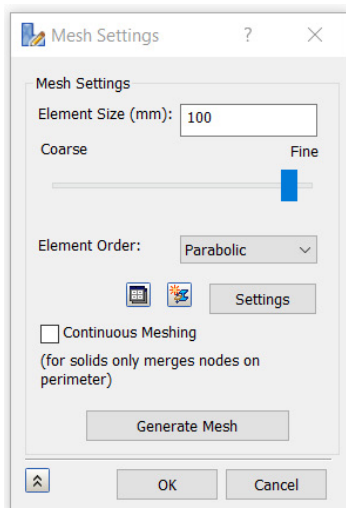 Mesh Settings
Mesh Settings
Element Size (mm): 100
Coarse Fine
Element Order: Parabolic
Settings
Continuous Meshing
(for solids only merges nodes on
perimeter)
Generate Mesh
OK Cancel